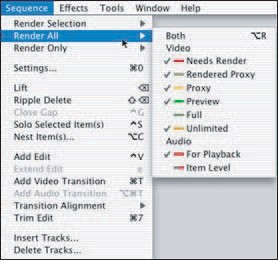 Sequence Effects Tools Window Help
Render Selection
Render All
Render Only
Settings... ⌘0
Lift ⌫
Ripple Delete ⇧⌫
Close Gap ^G
Solo Selected Item(s) ^S
Nest Item(s)... ⌥C
Add Edit ^V
Extend Edit e
Add Video Transition ⌘T
Add Audio Transition ⌥⌘T
Transition Alignment
Trim Edit ⌘7
Insert Tracks...
Delete Tracks...
Both ⌥R
Video
✓ Needs Render
✓ Rendered Proxy
✓ Proxy
✓ Preview
Full
✓ Unlimited
Audio
✓ For Playback
Item Level